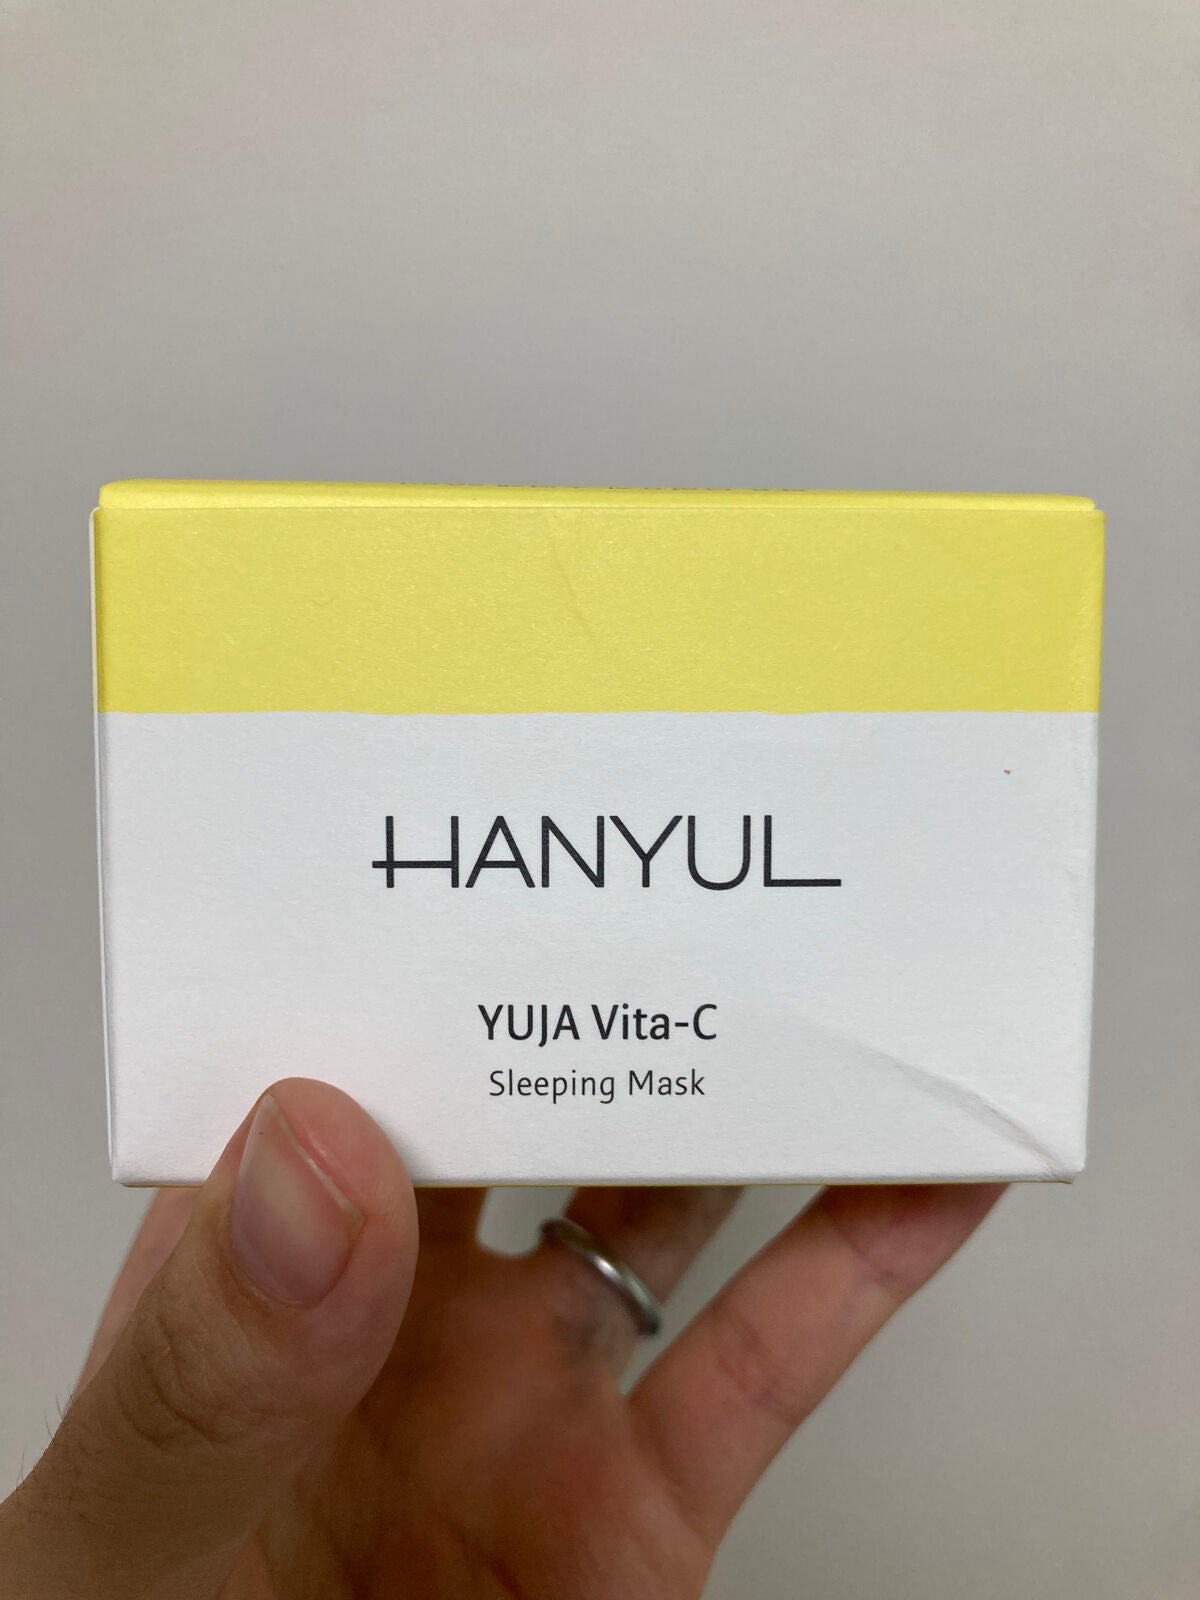 HANYUL
YUJA Vita-C
Sleeping Mask